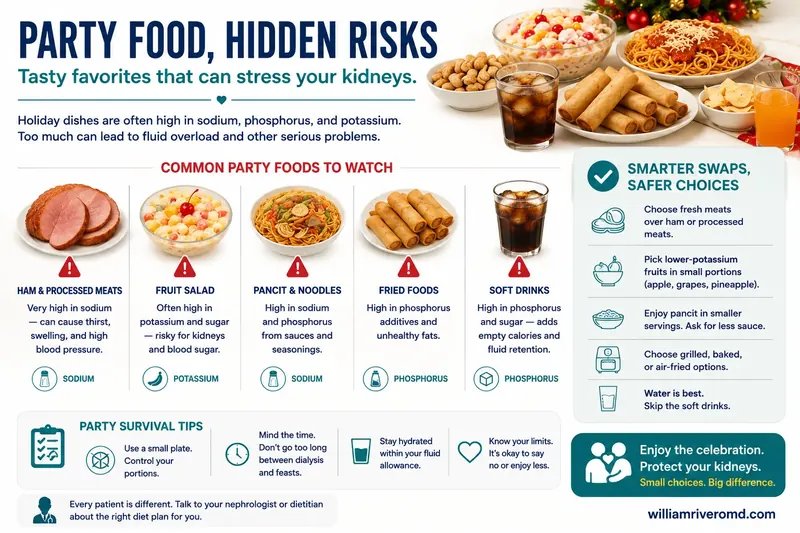 PARTY FOOD, HIDDEN RISKS
Tasty favorites that can stress your kidneys.
Holiday dishes are often high in sodium, phosphorus, and potassium.
Too much can lead to fluid overload and other serious problems.
COMMON PARTY FOODS TO WATCH
HAM & PROCESSED MEATS
Very high in sodium
— can cause thirst,
swelling, and high
blood pressure.
SODIUM
FRUIT SALAD
Often high in
potassium and sugar
— risky for kidneys
and blood sugar.
POTASSIUM
PANCIT & NOODLES
High in sodium
and phosphorus
from sauces and
seasonings.
SODIUM
FRIED FOODS
High in phosphorus
additives and
unhealthy fats.
PHOSPHORUS
SOFT DRINKS
High in phosphorus
and sugar — adds
empty calories and
fluid retention.
PHOSPHORUS
SMARTER SWAPS,
SAFER CHOICES
Choose fresh meats
over ham or processed
meats.
Pick lower-potassium
fruits in small portions
(apple, grapes, pineapple).
Enjoy pancit in smaller
servings. Ask for less sauce.
Choose grilled, baked,
or air-fried options.
Water is best.
Skip the soft drinks.
PARTY SURVIVAL TIPS
Use a small plate.
Control your
portions.
Mind the time.
Don't go too long
between dialysis
and feasts.
Stay hydrated
within your fluid
allowance.
Know your limits.
It's okay to say
no or enjoy less.
Enjoy the celebration.
Protect your kidneys.
Small choices. Big difference.
Every patient is different. Talk to your nephrologist or dietitian
about the right diet plan for you.
williamriveromd.com